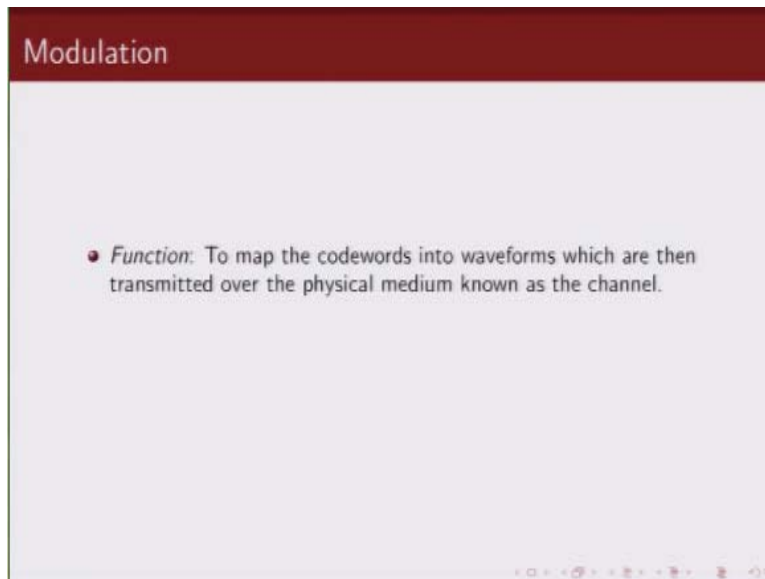 Modulation
Function: To map the codewords into waveforms which are then
transmitted over the physical medium known as the channel.